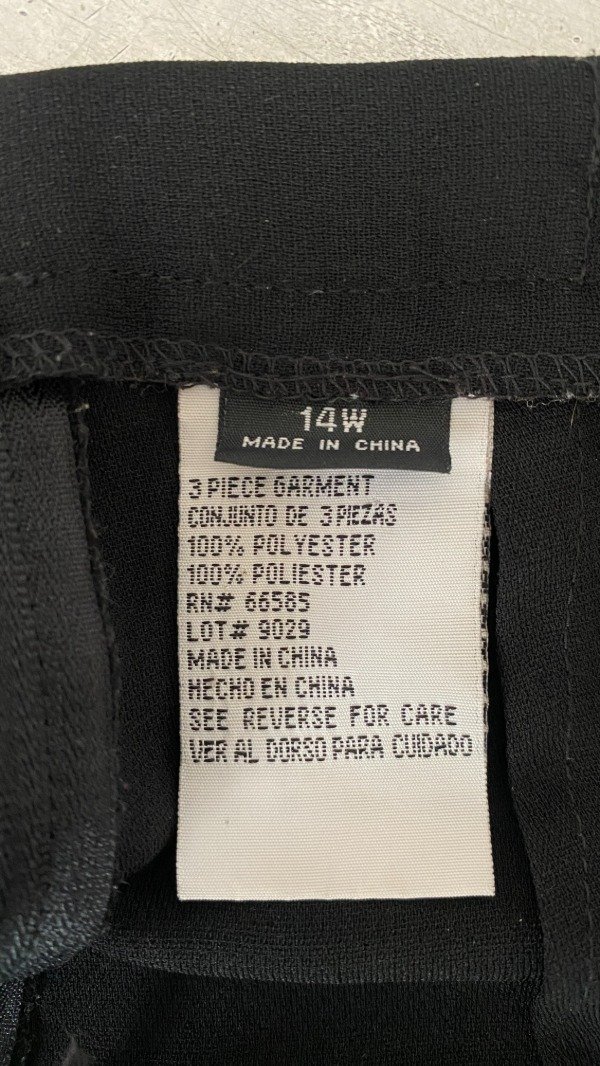 14W
MADE IN CHINA
3 PIECE GARMENT
CONJUNTO DE 3 PIEZAS
100% POLYESTER
100% POLIESTER
RN# 66585
LOT# 9029
MADE IN CHINA
HECHO EN CHINA
SEE REVERSE FOR CARE
VER AL DORSO PARA CUIDADO